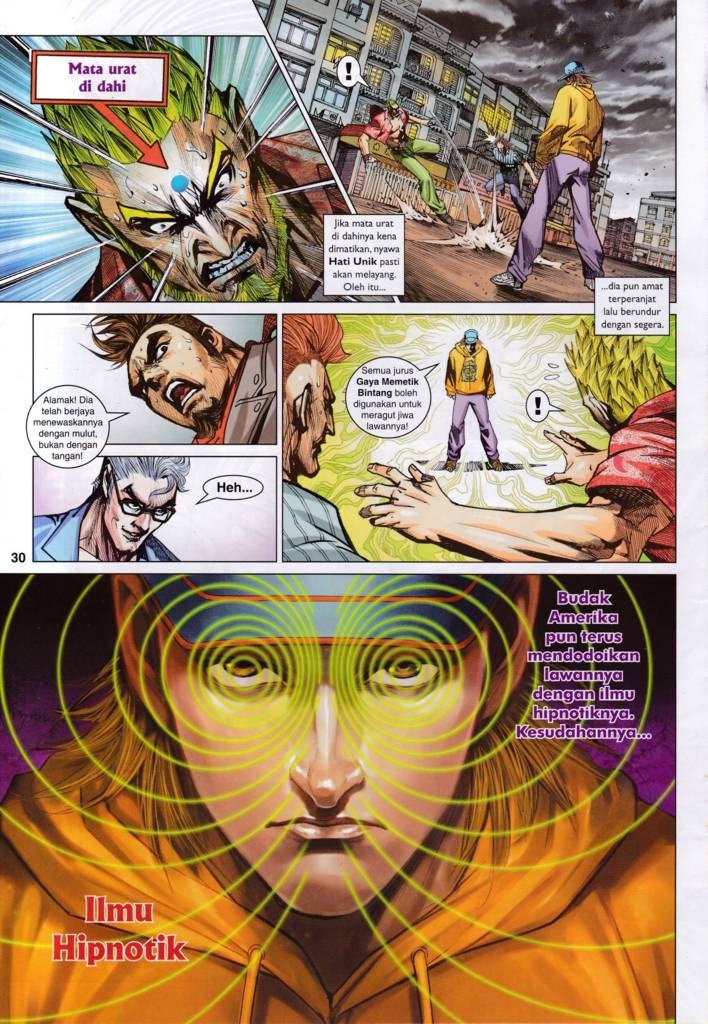 Mata urat
di dahi
!
Jika mata urat
di dahinya kena
dimatikan, nyawa
Hati Unik pasti
akan melayang.
Oleh itu...
...dia pun amat
terperanjat
lalu berundur
dengan segera.
Alamak! Dia
telah berjaya
menewaskannya
dengan mulut,
bukan dengan
tangan!
Heh...
Semua jurus
Gaya Memetik
Bintang boleh
digunakan untuk
meragut jiwa
lawannya!
!
30
Budak
Amerika
pun terus
mendodoikan
lawannya
dengan ilmu
hipnotiknya.
Kesudahannya...
Ilmu
Hipnotik